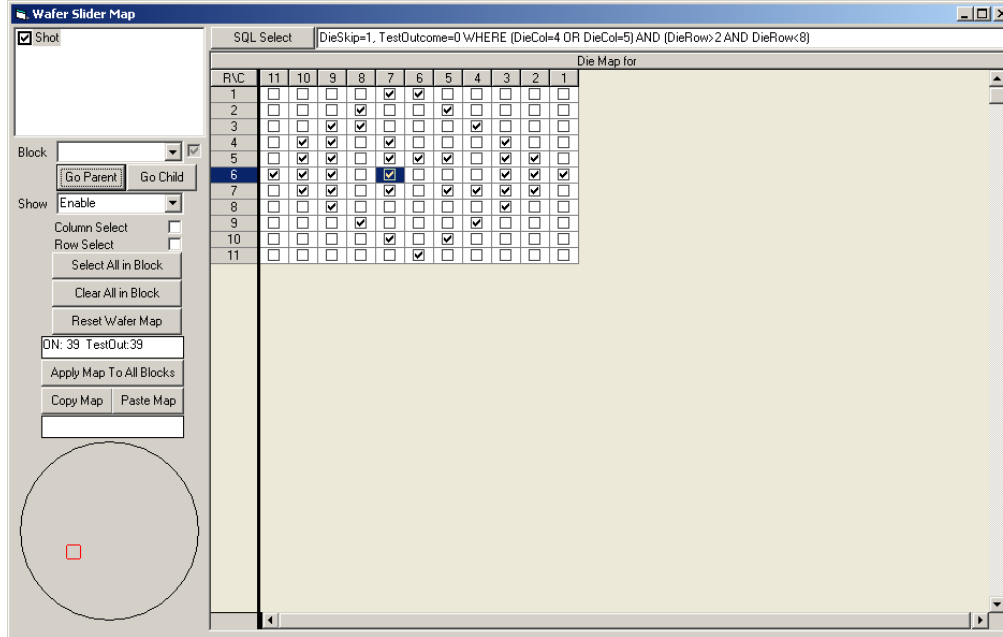 Wafer Slider Map
Shot
SQL Select DieSkip=1, TestOutcome=0 WHERE (DieCol=4 OR DieCol=5) AND (DieRow>2 AND DieRow<8)
Die Map for
R\C 11 10 9 8 7 6 5 4 3 2 1
1
2
3
4
5
6
7
8
9
10
11
Block
Go Parent Go Child
Show Enable
Column Select
Row Select
Select All in Block
Clear All in Block
Reset Wafer Map
ON: 39 TestOut:39
Apply Map To All Blocks
Copy Map Paste Map